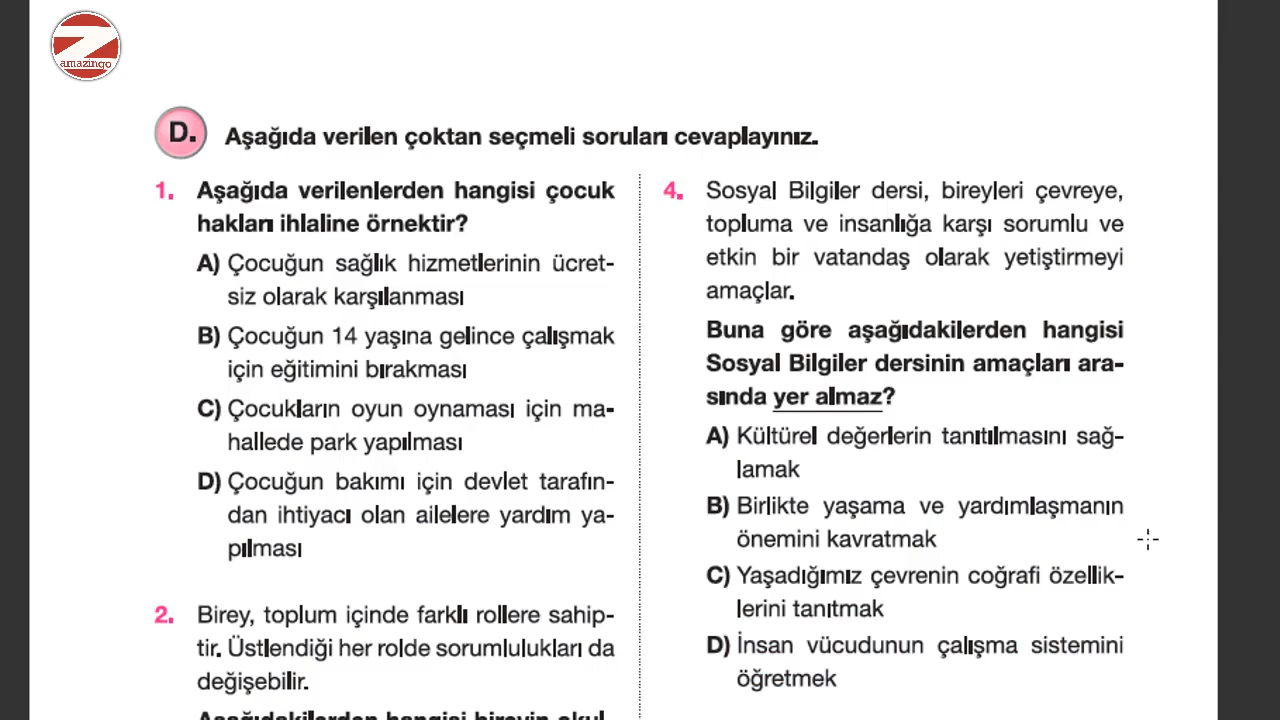 amazingo
D. Aşağıda verilen çoktan seçmeli soruları cevaplayınız.
1. Aşağıda verilenlerden hangisi çocuk
hakları ihlaline örnektir?
A) Çocuğun sağlık hizmetlerinin ücret-
siz olarak karşılanması
B) Çocuğun 14 yaşına gelince çalışmak
için eğitimini bırakması
C) Çocukların oyun oynaması için ma-
hallede park yapılması
D) Çocuğun bakımı için devlet tarafın-
dan ihtiyacı olan ailelere yardım ya-
pılması
2. Birey, toplum içinde farklı rollere sahip-
tir. Üstlendiği her rolde sorumlulukları da
değişebilir.
Aşağıdakilerden hangisi bireyin okul-
4. Sosyal Bilgiler dersi, bireyleri çevreye,
topluma ve insanlığa karşı sorumlu ve
etkin bir vatandaş olarak yetiştirmeyi
amaçlar.
Buna göre aşağıdakilerden hangisi
Sosyal Bilgiler dersinin amaçları ara-
sında yer almaz?
A) Kültürel değerlerin tanıtılmasını sağ-
lamak
B) Birlikte yaşama ve yardımlaşmanın
önemini kavratmak
C) Yaşadığımız çevrenin coğrafi özellik-
lerini tanıtmak
D) İnsan vücudunun çalışma sistemini
öğretmek